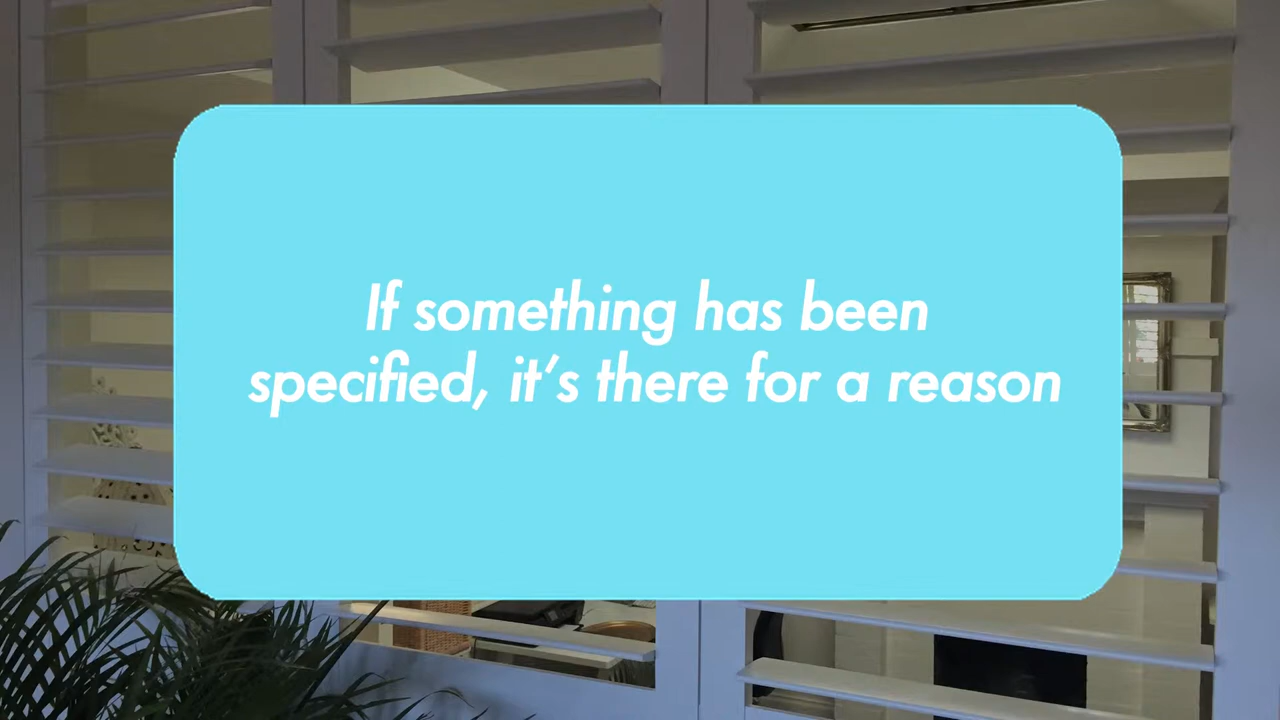 If something has been
specified, it’s there for a reason